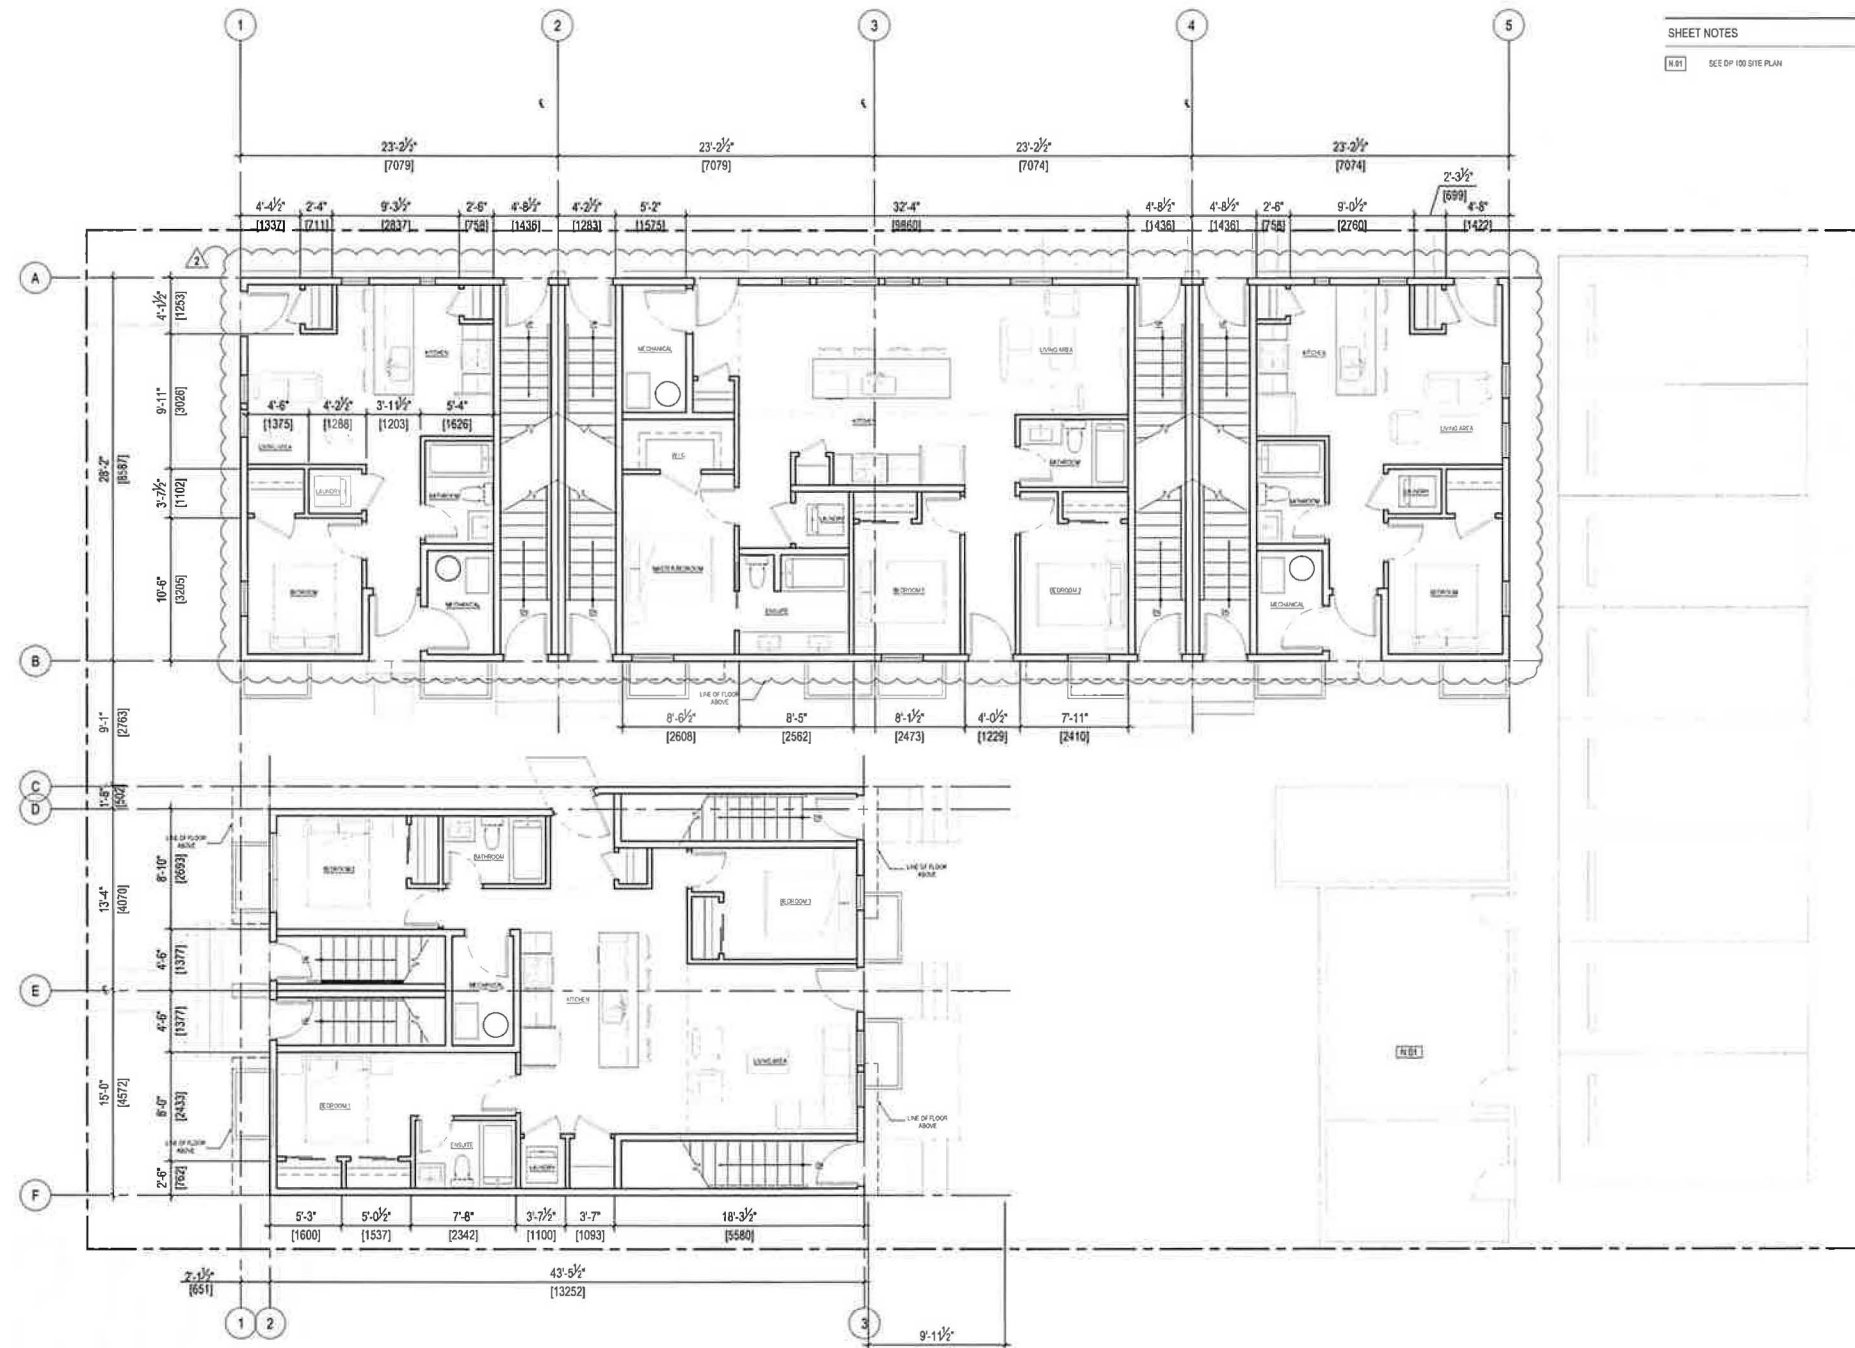 1
2
3
4
5
SHEET NOTES
N.01 SEE DP 100 SITE PLAN
23'-2½" 23'-2½" 23'-2½" 23'-2½"
[7079] [7079] [7074] [7074]
2'-3½"
[699]
4'-4½" 2'-4" 9'-3½" 2'-6" 4'-8½" 4'-2½" 5'-2" 32'-4" 4'-8½" 4'-8½" 2'-6" 9'-0½" 4'-8"
[1337] [711] [2837] [758] [1436] [1283] [1575] [9860] [1436] [1436] [758] [2760] [1422]
2
A
4'-1½"
[1253]
KITCHEN
MECHANICAL
LIVING AREA
KITCHEN
9'-11"
[3026]
4'-6" 4'-2½" 3'-11½" 5'-4"
[1375] [1288] [1203] [1626]
LIVING AREA
KITCHEN
LIVING AREA
28'-2"
[8587]
W.I.C.
BATHROOM
3'-7½"
[1102]
LAUNDRY
BATHROOM
LAUNDRY
BATHROOM
LAUNDRY
10'-6"
[3205]
BEDROOM
MECHANICAL
MASTER BEDROOM
ENSUITE
BEDROOM 2
MECHANICAL
BEDROOM
B
LINE OF FLOOR
ABOVE
9'-1"
[2763]
8'-6½" 8'-5" 8'-1½" 4'-0½" 7'-11"
[2608] [2562] [2473] [1229] [2410]
C
1'-8"
[502]
D
LINE OF FLOOR
ABOVE
8'-10"
[2693]
BEDROOM 2
BATHROOM
BEDROOM 3
LINE OF FLOOR
ABOVE
13'-4"
[4070]
4'-6"
[1377]
MECHANICAL
KITCHEN
E
4'-6"
[1377]
LIVING AREA
N.01
15'-0"
[4572]
8'-0"
[2433]
BEDROOM 1
LINE OF FLOOR
ABOVE
LINE OF FLOOR
ABOVE
ENSUITE
LAUNDRY
2'-6"
[762]
F
5'-3" 5'-0½" 7'-8" 3'-7½" 3'-7" 18'-3½"
[1600] [1537] [2342] [1100] [1093] [5580]
2'-1½"
[651]
43'-5½"
[13252]
1
2
3
9'-11½"